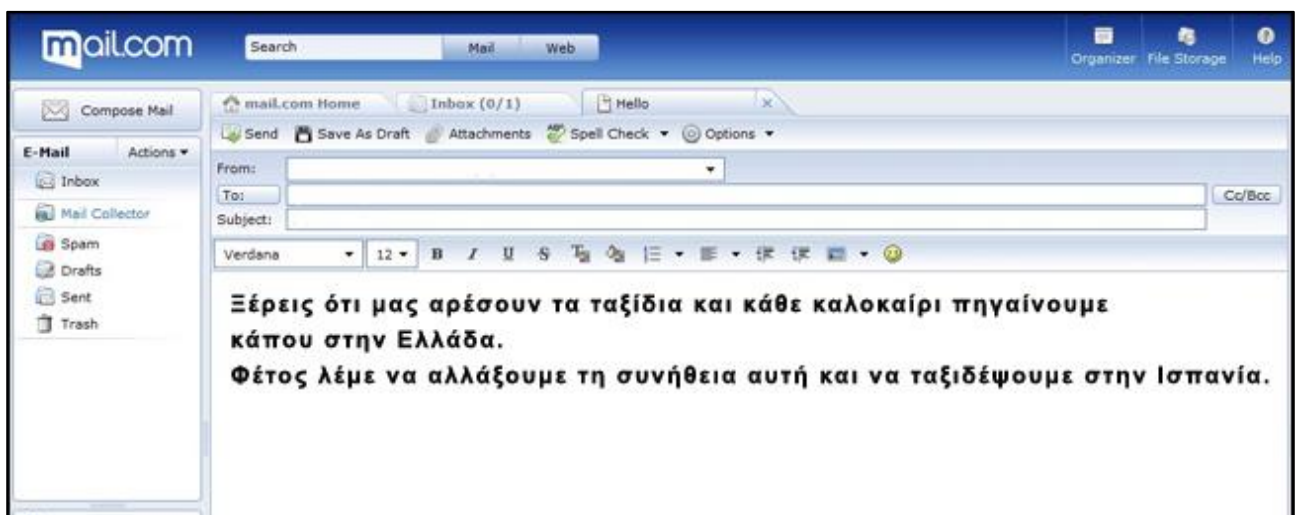 mail.com
Search Mail Web
Organizer File Storage Help
Compose Mail
mail.com Home Inbox (0/1) Hello
Send Save As Draft Attachments Spell Check Options
E-Mail Actions
Inbox
Mail Collector
Spam
Drafts
Sent
Trash
From:
To: Cc/Bcc
Subject:
Verdana 12 B I U S
Ξέρεις ότι μας αρέσουν τα ταξίδια και κάθε καλοκαίρι πηγαίνουμε
κάπου στην Ελλάδα.
Φέτος λέμε να αλλάξουμε τη συνήθεια αυτή και να ταξιδέψουμε στην Ισπανία.